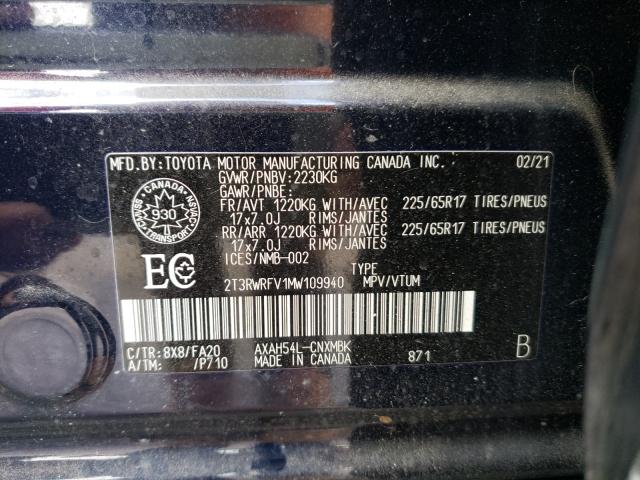 MFD.BY:TOYOTA MOTOR MANUFACTURING CANADA INC. 02/21
GVWR/PNBV:2230KG
GAWR/PNBE:
FR/AVT 1220KG WITH/AVEC 225/65R17 TIRES/PNEUS
17x7.0J RIMS/JANTES
RR/ARR 1220KG WITH/AVEC 225/65R17 TIRES/PNEUS
17x7.0J RIMS/JANTES
ICES/NMB-002
CANADA
930
TRANSPORT
EC
TYPE
2T3RWRFV1MW109940 MPV/VTUM
C/TR:8X8/FA20 AXAH54L-CNXMBK
A/TM: /P710 MADE IN CANADA 871 B